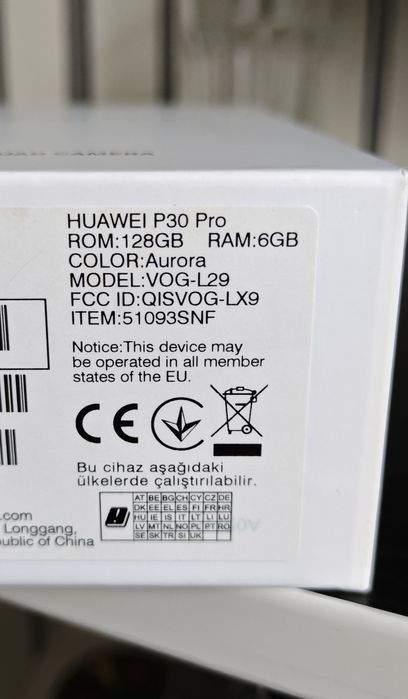 HUAWEI P30 Pro
ROM:128GB RAM:6GB
COLOR:Aurora
MODEL:VOG-L29
FCC ID:QISVOG-LX9
ITEM:51093SNF
Notice:This device may
be operated in all member
states of the EU.
CE
Bu cihaz aşağıdaki
ülkelerde çalıştırılabilir.
AT BE BG CH CY CZ DE
DK EE EL ES FI FR HR
HU IE IS IT LT LI LU
LV MT NL NO PL PT RO
SE SK TR SI UK
.com
Longgang,
public of China